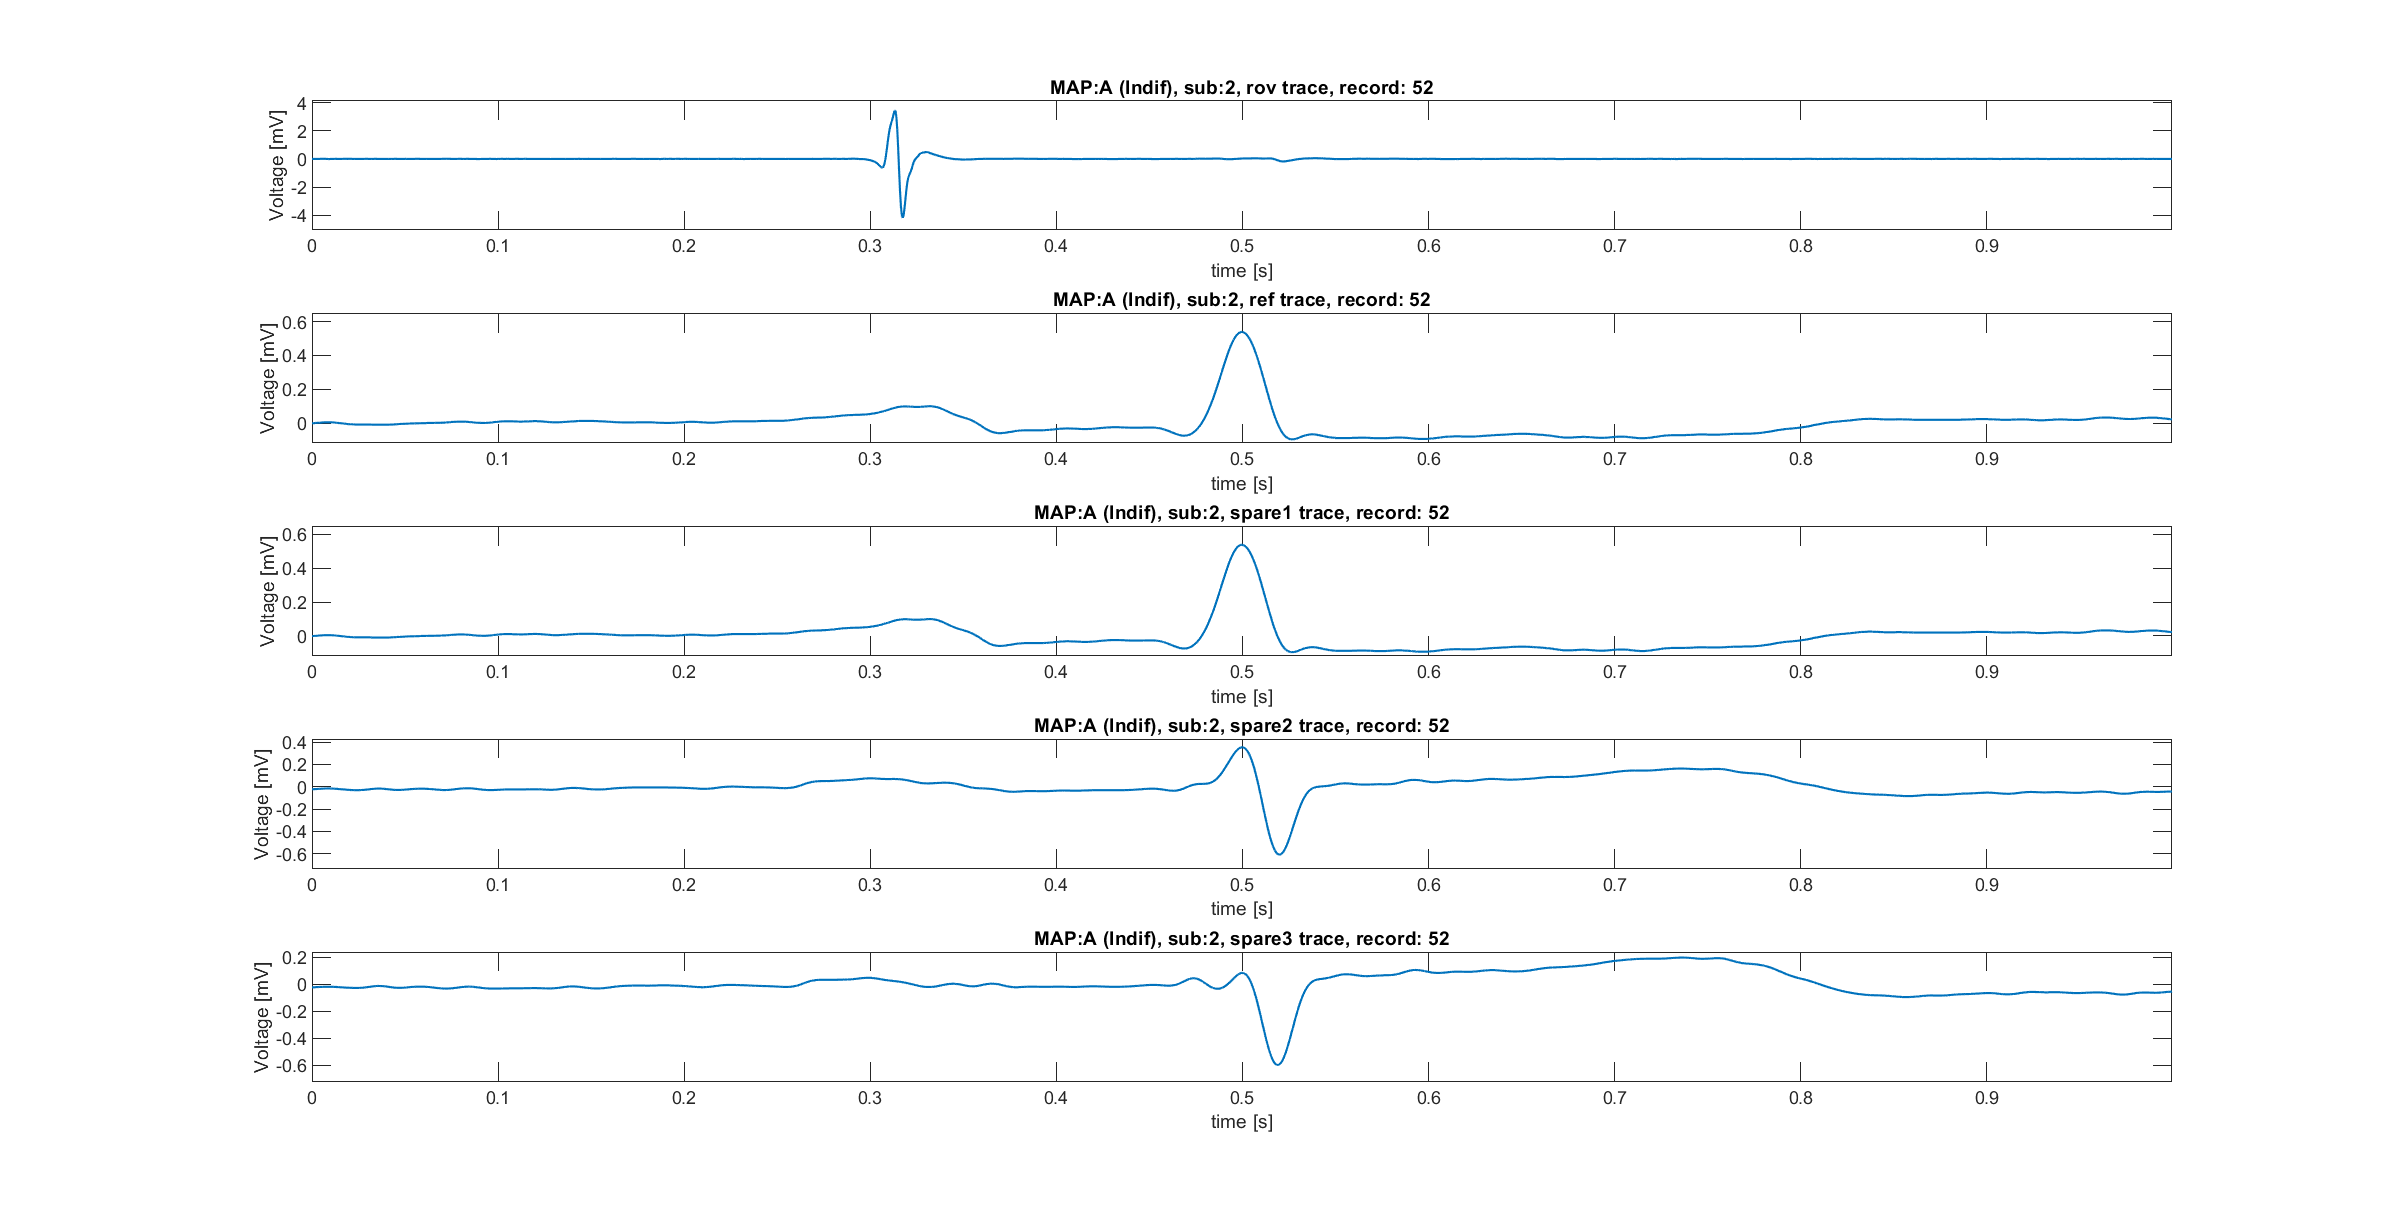 MAP:A (Indif), sub:2, rov trace, record: 52
Voltage [mV]
4
2
0
-2
-4
0 0.1 0.2 0.3 0.4 0.5 0.6 0.7 0.8 0.9
time [s]
MAP:A (Indif), sub:2, ref trace, record: 52
Voltage [mV]
0.6
0.4
0.2
0
0 0.1 0.2 0.3 0.4 0.5 0.6 0.7 0.8 0.9
time [s]
MAP:A (Indif), sub:2, spare1 trace, record: 52
Voltage [mV]
0.6
0.4
0.2
0
0 0.1 0.2 0.3 0.4 0.5 0.6 0.7 0.8 0.9
time [s]
MAP:A (Indif), sub:2, spare2 trace, record: 52
Voltage [mV]
0.4
0.2
0
-0.2
-0.4
-0.6
0 0.1 0.2 0.3 0.4 0.5 0.6 0.7 0.8 0.9
time [s]
MAP:A (Indif), sub:2, spare3 trace, record: 52
Voltage [mV]
0.2
0
-0.2
-0.4
-0.6
0 0.1 0.2 0.3 0.4 0.5 0.6 0.7 0.8 0.9
time [s]